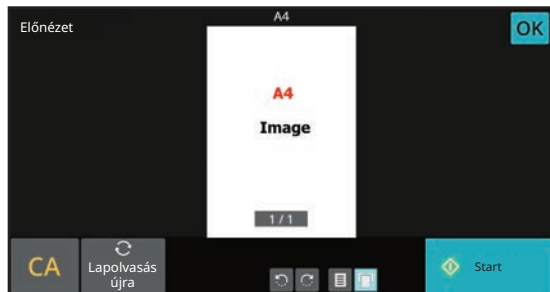 A4
Előnézet
OK
A4
Image
1 / 1
CA
Lapolvasás
újra
Start